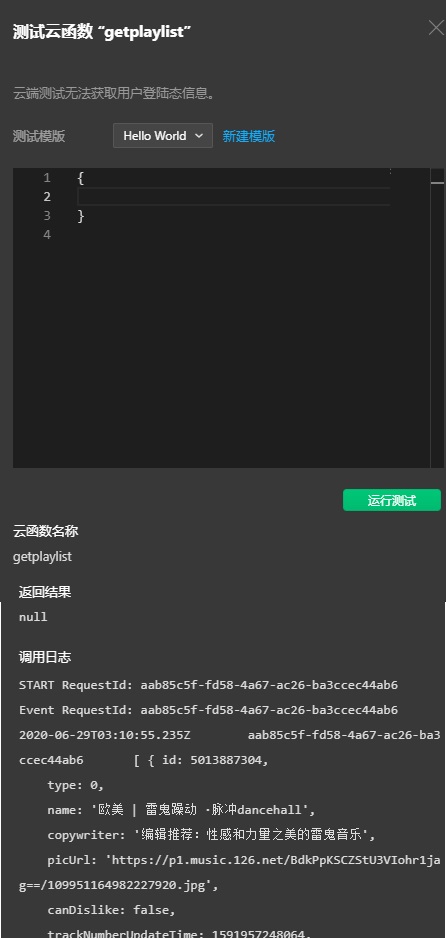 测试云函数 “getplaylist”
云端测试无法获取用户登陆态信息。
测试模版 Hello World 新建模版
1 {
2
3 }
4
运行测试
云函数名称
getplaylist
返回结果
null
调用日志
START RequestId: aab85c5f-fd58-4a67-ac26-ba3ccec44ab6
Event RequestId: aab85c5f-fd58-4a67-ac26-ba3ccec44ab6
2020-06-29T03:10:55.235Z aab85c5f-fd58-4a67-ac26-ba3
ccec44ab6 [ { id: 5013887304,
type: 0,
name: '欧美 | 雷鬼躁动 ·脉冲dancehall',
copywriter: '编辑推荐：性感和力量之美的雷鬼音乐',
picUrl: 'https://p1.music.126.net/BdkPpKSCZStU3VIohr1ja
g==/109951164982227920.jpg',
canDislike: false,
trackNumberUpdateTime: 1591957248064,